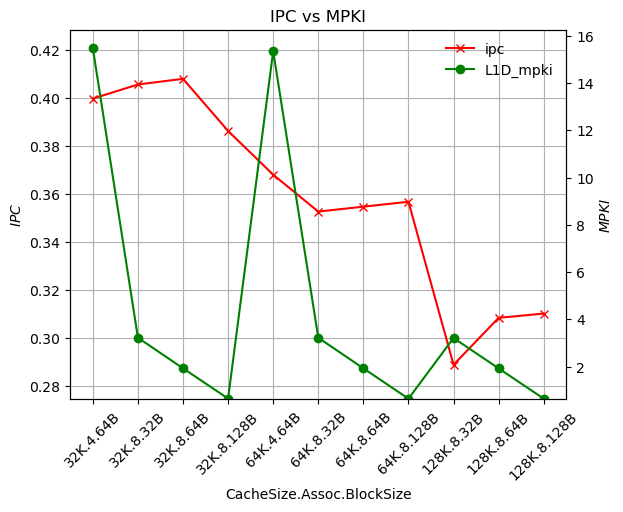 IPC vs MPKI
ipc
L1D_mpki
0.42
0.40
0.38
0.36
0.34
0.32
0.30
0.28
IPC
16
14
12
10
8
6
4
2
MPKI
32K.4.64B
32K.8.32B
32K.8.64B
32K.8.128B
64K.4.64B
64K.8.32B
64K.8.64B
64K.8.128B
128K.8.32B
128K.8.64B
128K.8.128B
CacheSize.Assoc.BlockSize